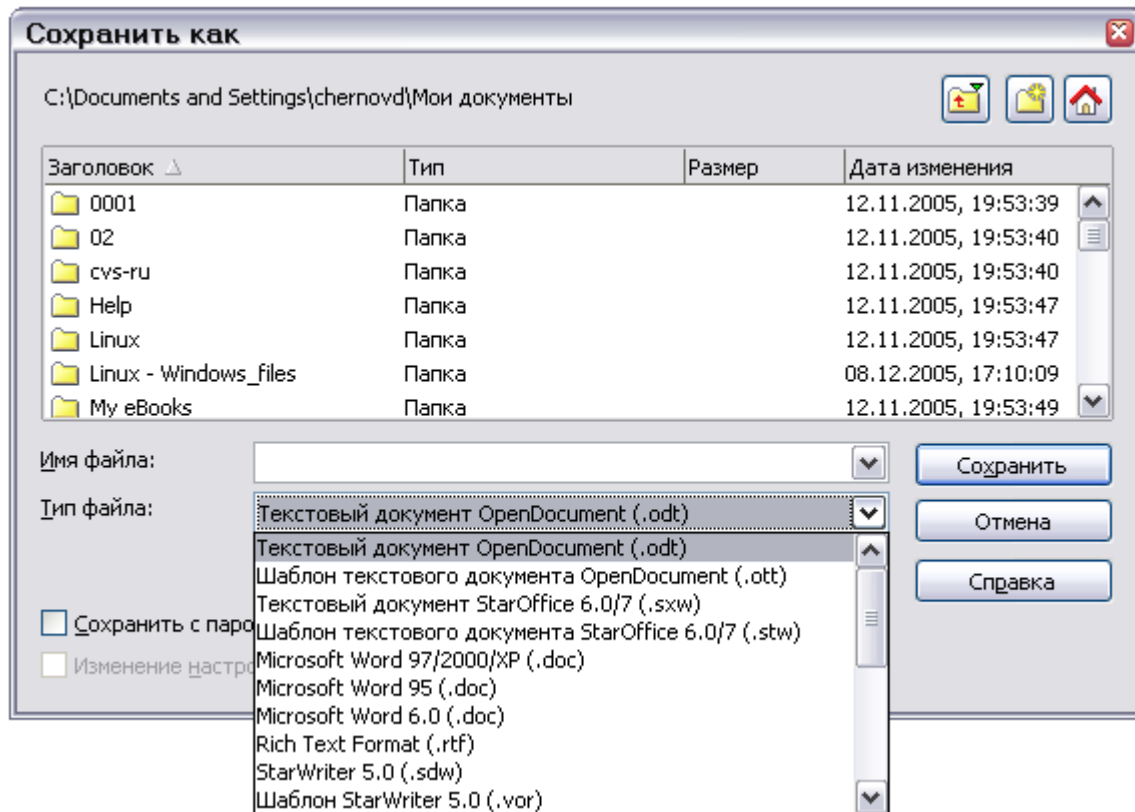 Сохранить как
C:\Documents and Settings\chernovd\Мои документы
Заголовок Тип Размер Дата изменения
0001 Папка 12.11.2005, 19:53:39
02 Папка 12.11.2005, 19:53:40
cvs-ru Папка 12.11.2005, 19:53:40
Help Папка 12.11.2005, 19:53:47
Linux Папка 12.11.2005, 19:53:47
Linux - Windows_files Папка 08.12.2005, 17:10:09
My eBooks Папка 12.11.2005, 19:53:49
Имя файла: Сохранить
Тип файла: Текстовый документ OpenDocument (.odt) Отмена
Текстовый документ OpenDocument (.odt)
Шаблон текстового документа OpenDocument (.ott) Справка
Текстовый документ StarOffice 6.0/7 (.sxw)
Сохранить с Шаблон текстового документа StarOffice 6.0/7 (.stw)
Изменение Microsoft Word 97/2000/XP (.doc)
Microsoft Word 95 (.doc)
Microsoft Word 6.0 (.doc)
Rich Text Format (.rtf)
StarWriter 5.0 (.sdw)
Шаблон StarWriter 5.0 (.vor)